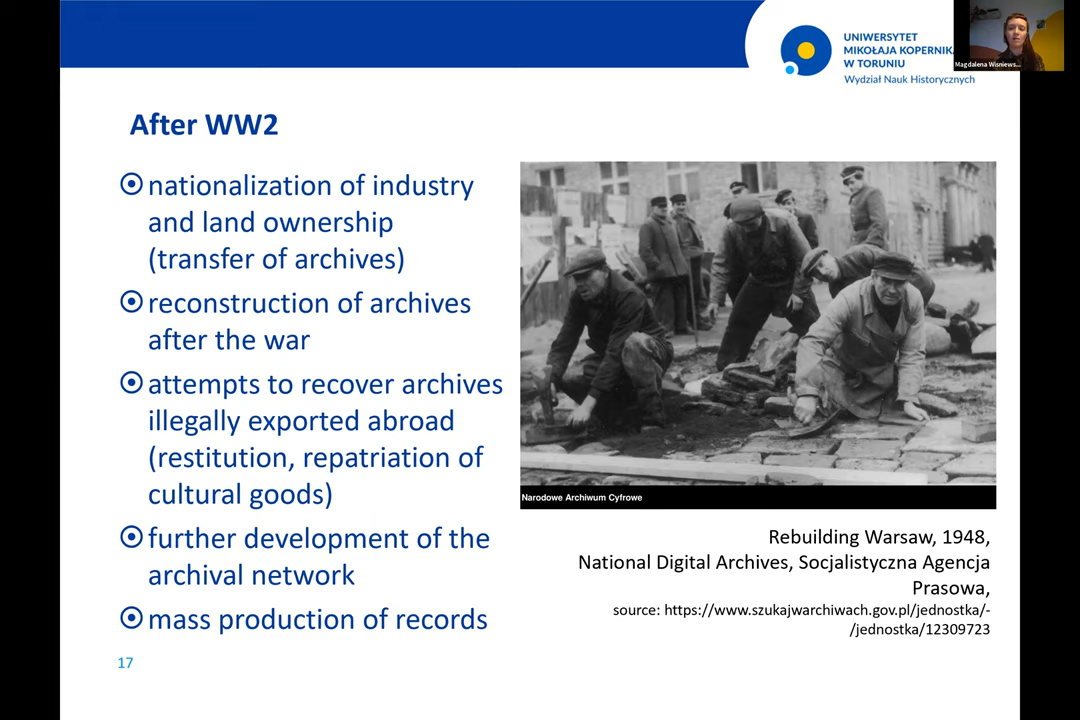 UNIWERSYTET
MIKOŁAJA KOPERNIKA
W TORUNIU
Wydział Nauk Historycznych
Magdalena Wiśniews...
After WW2
nationalization of industry
and land ownership
(transfer of archives)
reconstruction of archives
after the war
attempts to recover archives
illegally exported abroad
(restitution, repatriation of
cultural goods)
further development of the
archival network
mass production of records
Narodowe Archiwum Cyfrowe
Rebuilding Warsaw, 1948,
National Digital Archives, Socjalistyczna Agencja
Prasowa,
source: https://www.szukajwarchiwach.gov.pl/jednostka/-
/jednostka/12309723
17